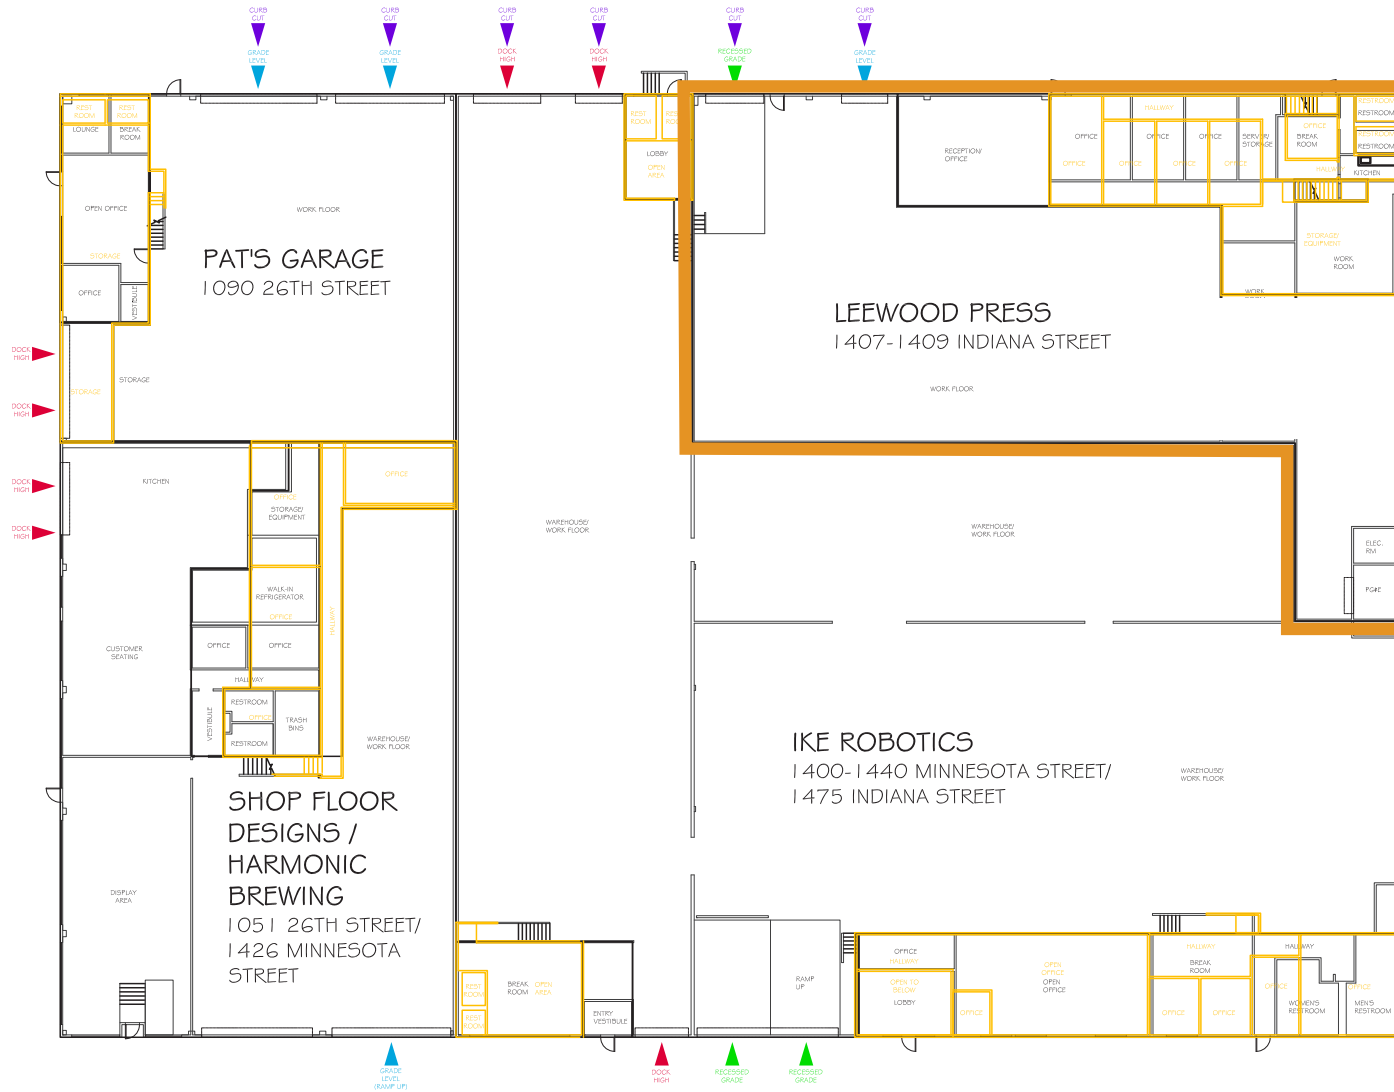 CURB
CUT
CURB
CUT
CURB
CUT
CURB
CUT
CURB
CUT
CURB
CUT
GRADE
LEVEL
GRADE
LEVEL
DOCK
HIGH
DOCK
HIGH
RECESSED
GRADE
GRADE
LEVEL
REST
ROOM
REST
ROOM
LOUNGE
BREAK
ROOM
OPEN OFFICE
STORAGE
OFFICE
VESTIBULE
STORAGE
STORAGE
WORK FLOOR
PAT'S GARAGE
1090 26TH STREET
DOCK
HIGH
DOCK
HIGH
DOCK
HIGH
DOCK
HIGH
REST
ROOM
LOBBY
OPEN
AREA
RECEPTION/
OFFICE
HALLWAY
OFFICE
OFFICE
OFFICE
SERVER/
STORAGE
OFFICE
OFFICE
OFFICE
OFFICE
OFFICE
BREAK
ROOM
HALLWAY
RESTROOM
RESTROOM
RESTROOM
RESTROOM
KITCHEN
STORAGE/
EQUIPMENT
WORK
ROOM
WORK
LEEWOOD PRESS
1407-1409 INDIANA STREET
WORK FLOOR
KITCHEN
OFFICE
STORAGE/
EQUIPMENT
OFFICE
WALK-IN
REFRIGERATOR
OFFICE
HALLWAY
OFFICE
OFFICE
CUSTOMER
SEATING
HALLWAY
VESTIBULE
RESTROOM
OFFICE
RESTROOM
TRASH
BINS
WAREHOUSE/
WORK FLOOR
WAREHOUSE/
WORK FLOOR
WAREHOUSE/
WORK FLOOR
ELEC.
RM
PG&E
IKE ROBOTICS
1400-1440 MINNESOTA STREET/
1475 INDIANA STREET
WAREHOUSE/
WORK FLOOR
SHOP FLOOR
DESIGNS /
HARMONIC
BREWING
1051 26TH STREET/
1426 MINNESOTA
STREET
DISPLAY
AREA
REST
ROOM
REST
ROOM
BREAK
ROOM
OPEN
AREA
ENTRY
VESTIBULE
RAMP
UP
OFFICE
HALLWAY
OPEN TO
BELOW
LOBBY
OFFICE
OPEN
OFFICE
OPEN
OFFICE
HALLWAY
BREAK
ROOM
OFFICE
OFFICE
HALLWAY
OFFICE
WOMEN'S
RESTROOM
OFFICE
MEN'S
RESTROOM
GRADE
LEVEL
(RAMP UP)
DOCK
HIGH
RECESSED
GRADE
RECESSED
GRADE